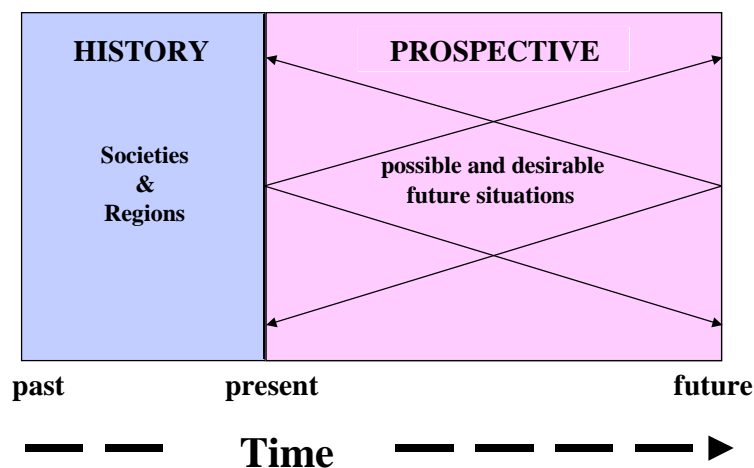 HISTORY
PROSPECTIVE
Societies
&
Regions
possible and desirable
future situations
past
present
future
Time